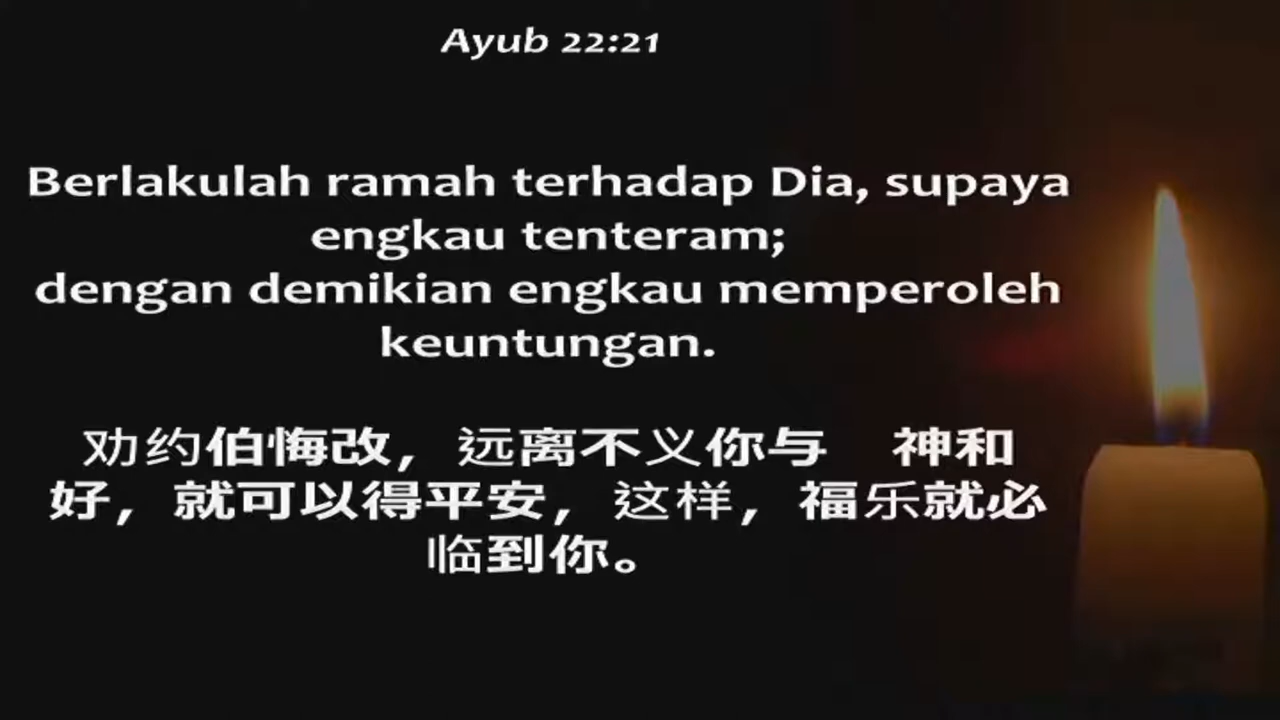 Ayub 22:21
Berlakulah ramah terhadap Dia, supaya
engkau tenteram;
dengan demikian engkau memperoleh
keuntungan.
劝约伯悔改，远离不义你与　神和
好，就可以得平安，这样，福乐就必
临到你。